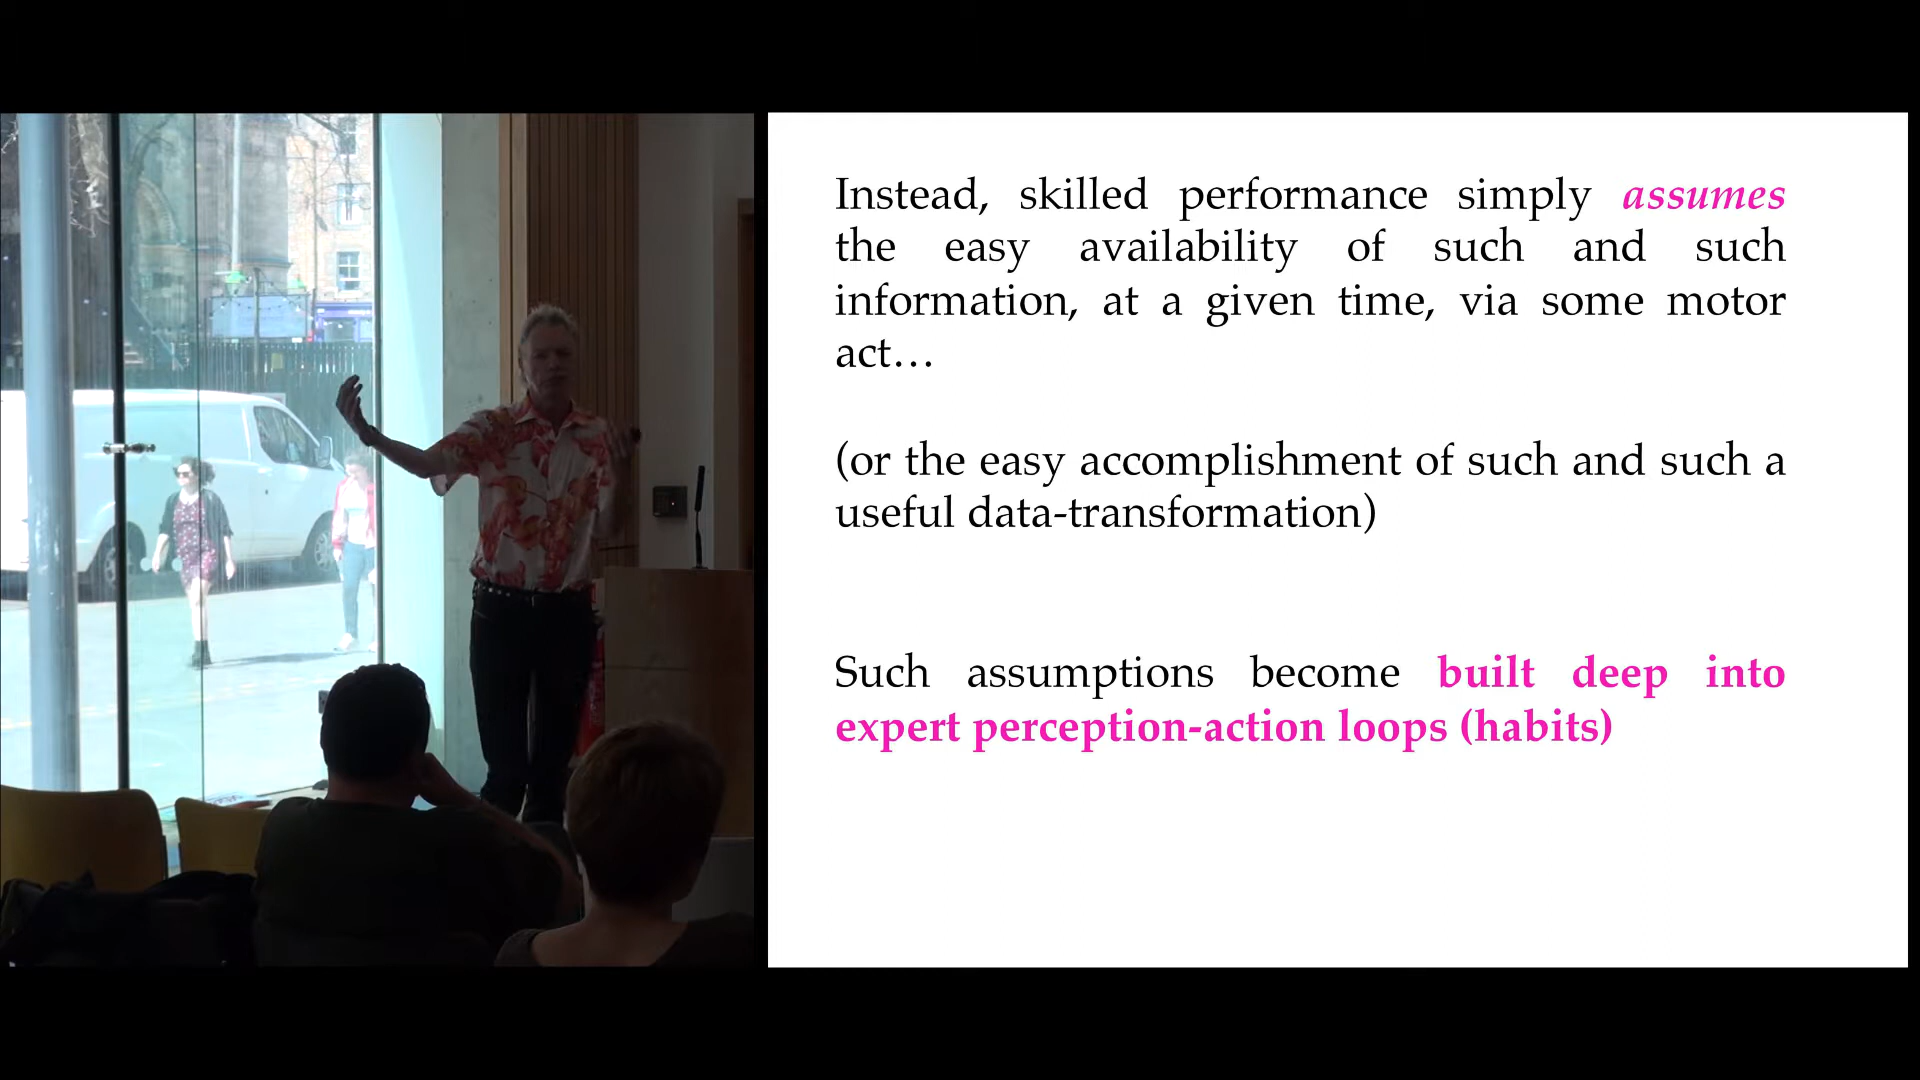 Instead, skilled performance simply assumes
the easy availability of such and such
information, at a given time, via some motor
act…
(or the easy accomplishment of such and such a
useful data-transformation)
Such assumptions become built deep into
expert perception-action loops (habits)